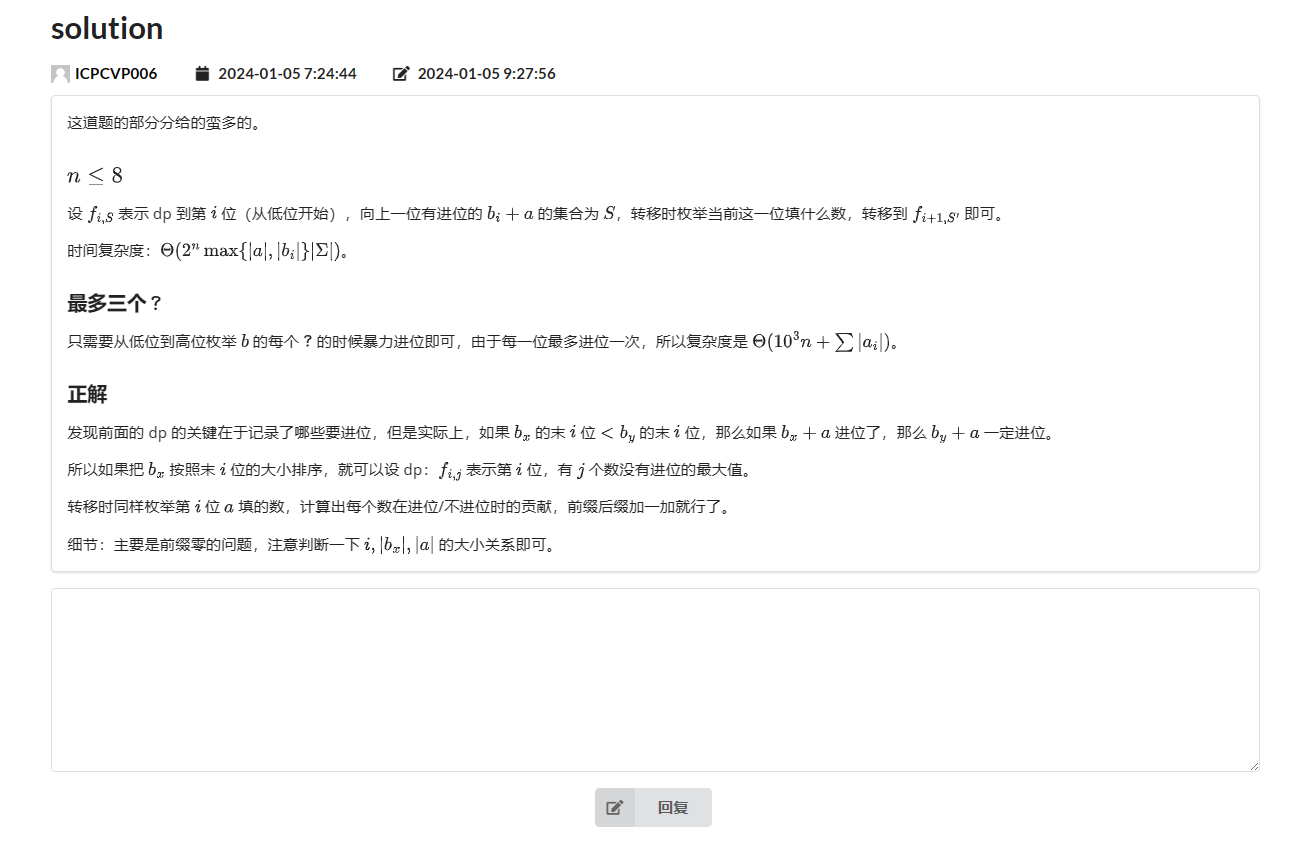 solution
ICPCVP006 2024-01-05 7:24:44 2024-01-05 9:27:56
这道题的部分分给的蛮多的。
n ≤ 8
设 f_{i,S} 表示 dp 到第 i 位（从低位开始），向上一位有进位的 b_i + a 的集合为 S，转移时枚举当前这一位填什么数，转移到 f_{i+1,S'} 即可。
时间复杂度：Θ(2^n max{|a|, |b_i|}|Σ|)。
最多三个 ?
只需要从低位到高位枚举 b 的每个 ? 的时候暴力进位即可，由于每一位最多进位一次，所以复杂度是 Θ(10^3 n + ∑ |a_i|)。
正解
发现前面的 dp 的关键在于记录了哪些要进位，但是实际上，如果 b_x 的末 i 位 < b_y 的末 i 位，那么如果 b_x + a 进位了，那么 b_y + a 一定进位。
所以如果把 b_x 按照末 i 位的大小排序，就可以设 dp：f_{i,j} 表示第 i 位，有 j 个数没有进位的最大值。
转移时同样枚举第 i 位 a 填的数，计算出每个数在进位/不进位时的贡献，前缀后缀加一加就行了。
细节：主要是前缀零的问题，注意判断一下 i, |b_x|, |a| 的大小关系即可。
回复